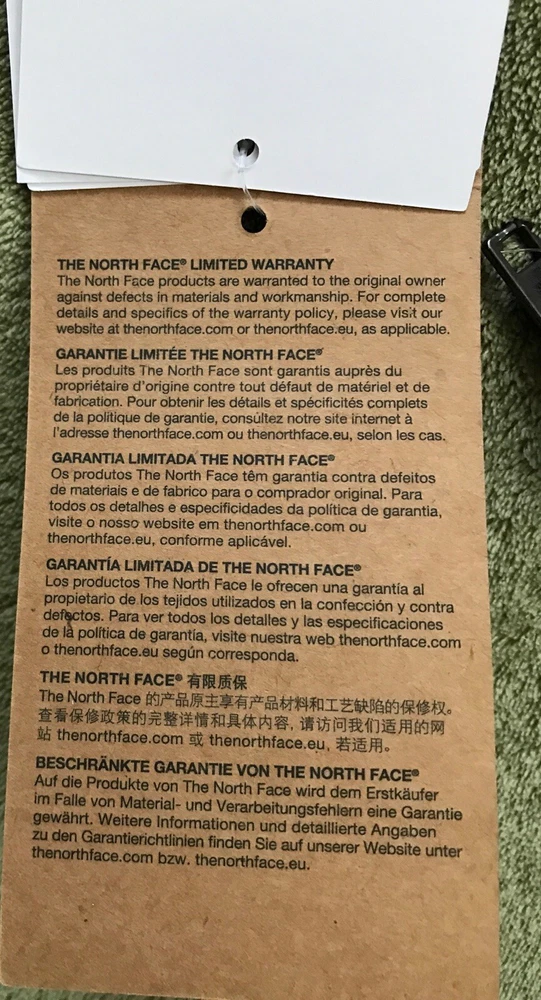 THE NORTH FACE® LIMITED WARRANTY
The North Face products are warranted to the original owner
against defects in materials and workmanship. For complete
details and specifics of the warranty policy, please visit our
website at thenorthface.com or thenorthface.eu, as applicable.
GARANTIE LIMITÉE THE NORTH FACE®
Les produits The North Face sont garantis auprès du
propriétaire d'origine contre tout défaut de matériel et de
fabrication. Pour obtenir les détails et spécificités complets
de la politique de garantie, consultez notre site internet à
l'adresse thenorthface.com ou thenorthface.eu, selon les cas.
GARANTIA LIMITADA THE NORTH FACE®
Os produtos The North Face têm garantia contra defeitos
de materiais e de fabrico para o comprador original. Para
todos os detalhes e especificidades da política de garantia,
visite o nosso website em thenorthface.com ou
thenorthface.eu, conforme aplicável.
GARANTÍA LIMITADA DE THE NORTH FACE®
Los productos The North Face le ofrecen una garantía al
propietario de los tejidos utilizados en la confección y contra
defectos. Para ver todos los detalles y las especificaciones
de la política de garantía, visite nuestra web thenorthface.com
o thenorthface.eu según corresponda.
THE NORTH FACE® 有限质保
The North Face 的产品原主享有产品材料和工艺缺陷的保修权。
查看保修政策的完整详情和具体内容, 请访问我们适用的网
站 thenorthface.com 或 thenorthface.eu, 若适用。
BESCHRÄNKTE GARANTIE VON THE NORTH FACE®
Auf die Produkte von The North Face wird dem Erstkäufer
im Falle von Material- und Verarbeitungsfehlern eine Garantie
gewährt. Weitere Informationen und detaillierte Angaben
zu den Garantierichtlinien finden Sie auf unserer Website unter
thenorthface.com bzw. thenorthface.eu.